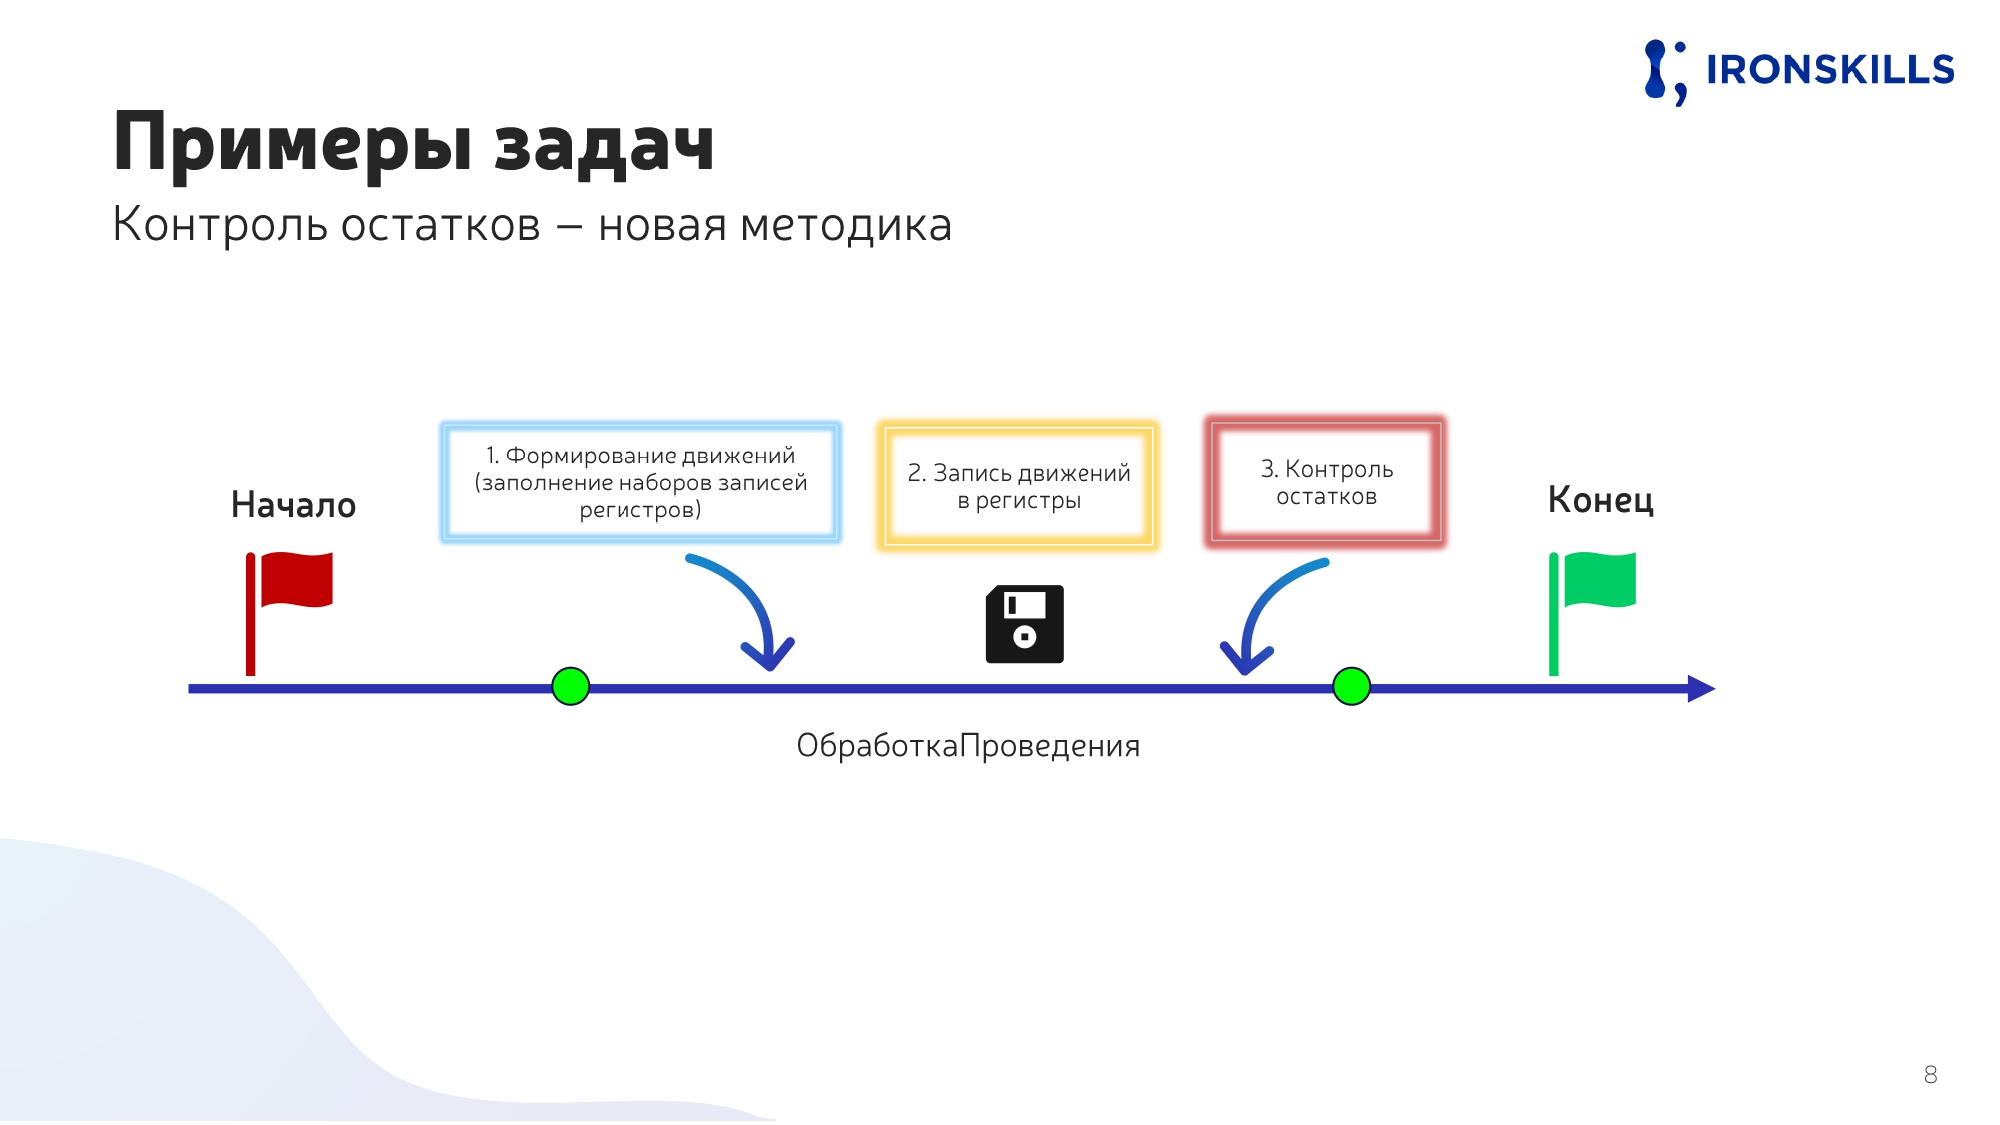 IRONSKILLS
Примеры задач
Контроль остатков – новая методика
Начало
1. Формирование движений
(заполнение наборов записей
регистров)
2. Запись движений
в регистры
3. Контроль
остатков
Конец
ОбработкаПроведения
8